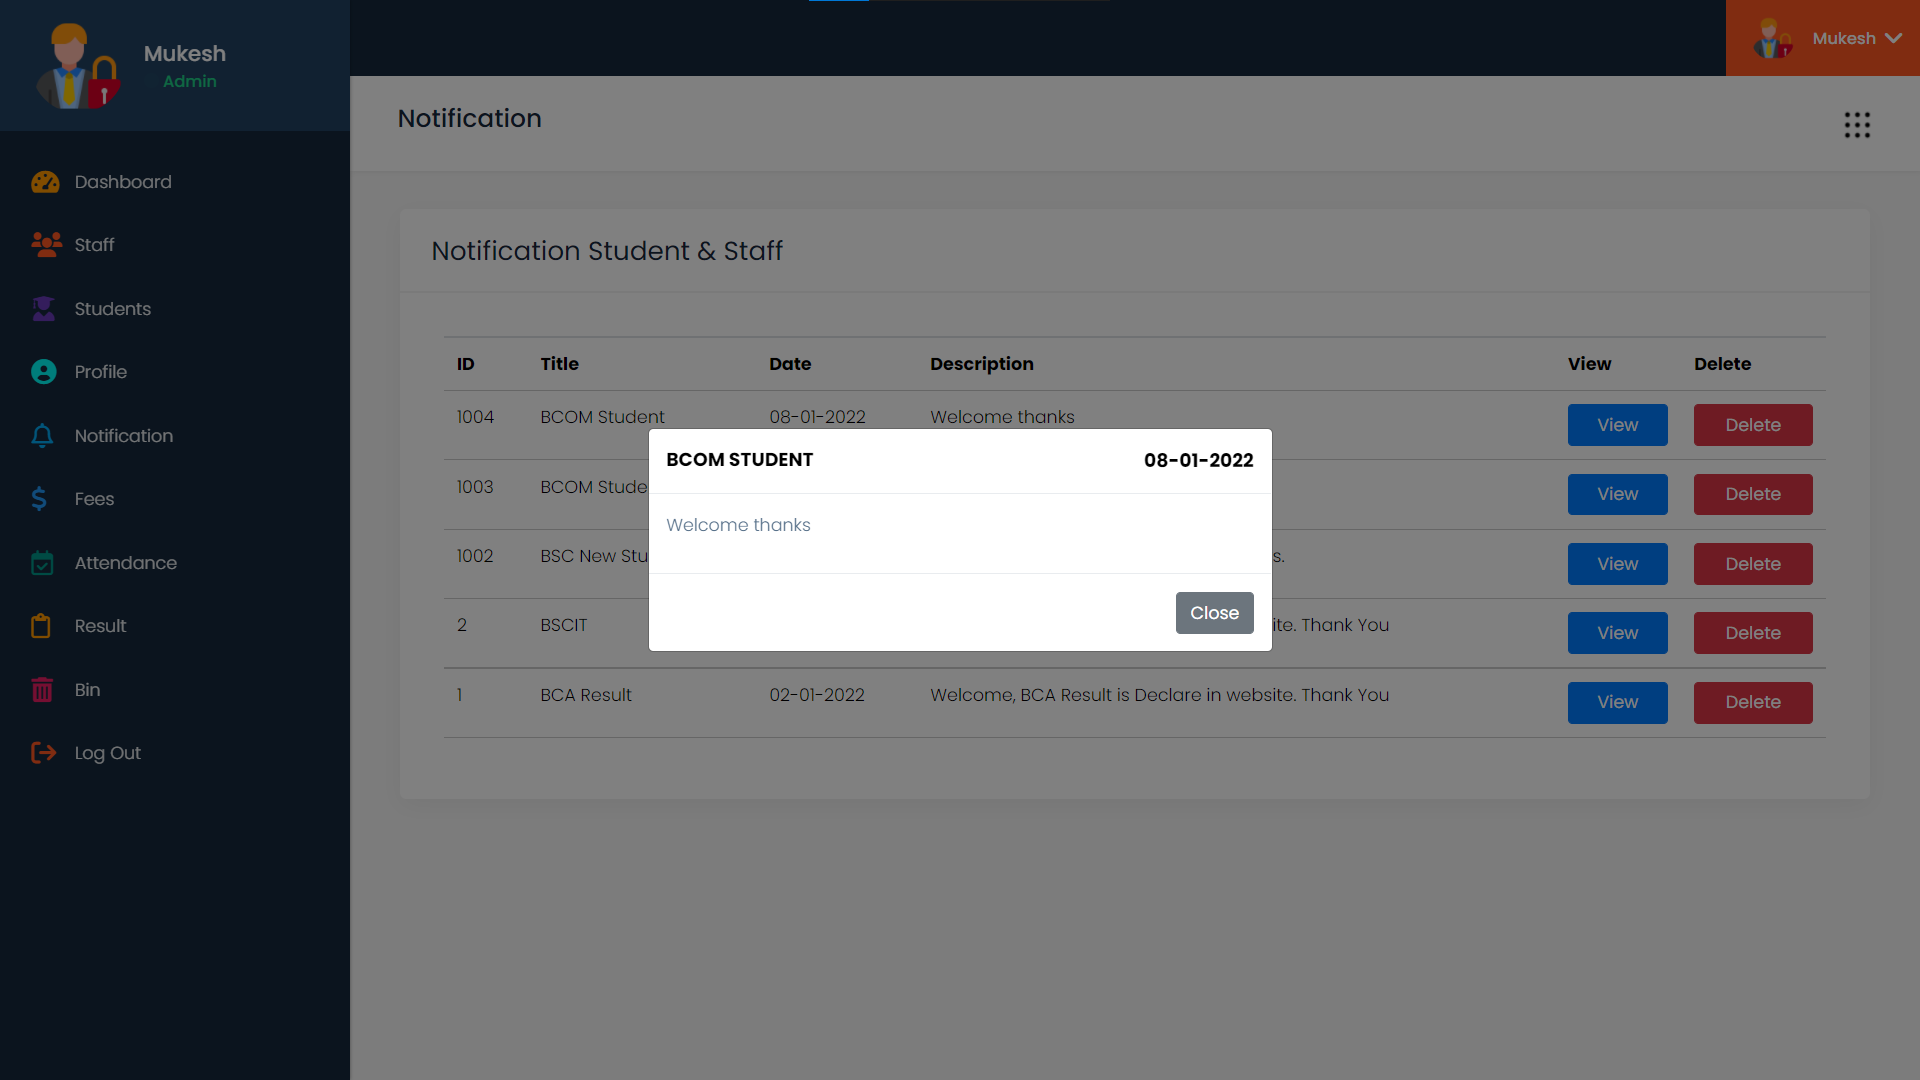 Mukesh
Admin
Mukesh
Notification
Dashboard
Staff
Students
Profile
Notification
Fees
Attendance
Result
Bin
Log Out
Notification Student & Staff
ID Title Date Description View Delete
1004 BCOM Student 08-01-2022 Welcome thanks View Delete
1003 BCOM View Delete
1002 BSC New View Delete
2 BSCIT Thank You View Delete
1 BCA Result 02-01-2022 Welcome, BCA Result is Declare in website. Thank You View Delete
BCOM STUDENT 08-01-2022
Welcome thanks
Close